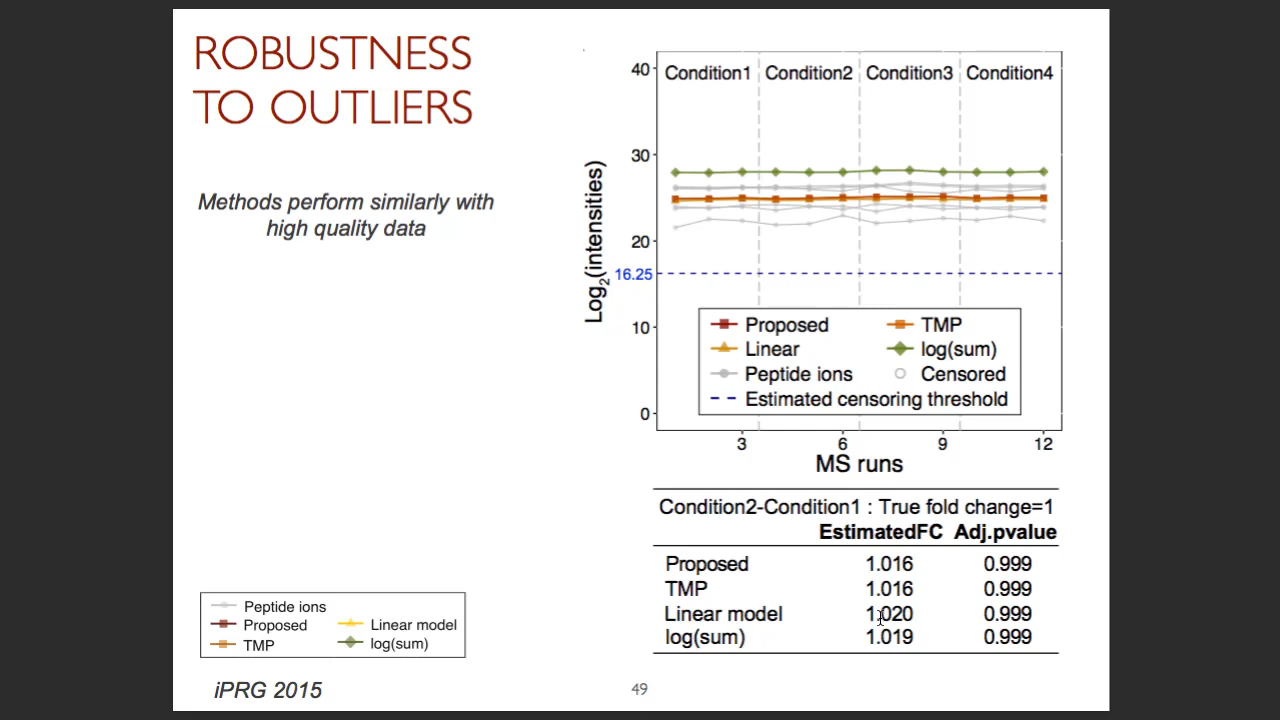 ROBUSTNESS
TO OUTLIERS
Methods perform similarly with
high quality data
Log2(intensities)
40
30
20
16.25
10
0
Condition1 Condition2 Condition3 Condition4
Proposed TMP
Linear log(sum)
Peptide ions Censored
Estimated censoring threshold
3 6 9 12
MS runs
Condition2-Condition1 : True fold change=1
EstimatedFC Adj.pvalue
Proposed 1.016 0.999
TMP 1.016 0.999
Linear model 1.020 0.999
log(sum) 1.019 0.999
Peptide ions
Proposed Linear model
TMP log(sum)
iPRG 2015
49